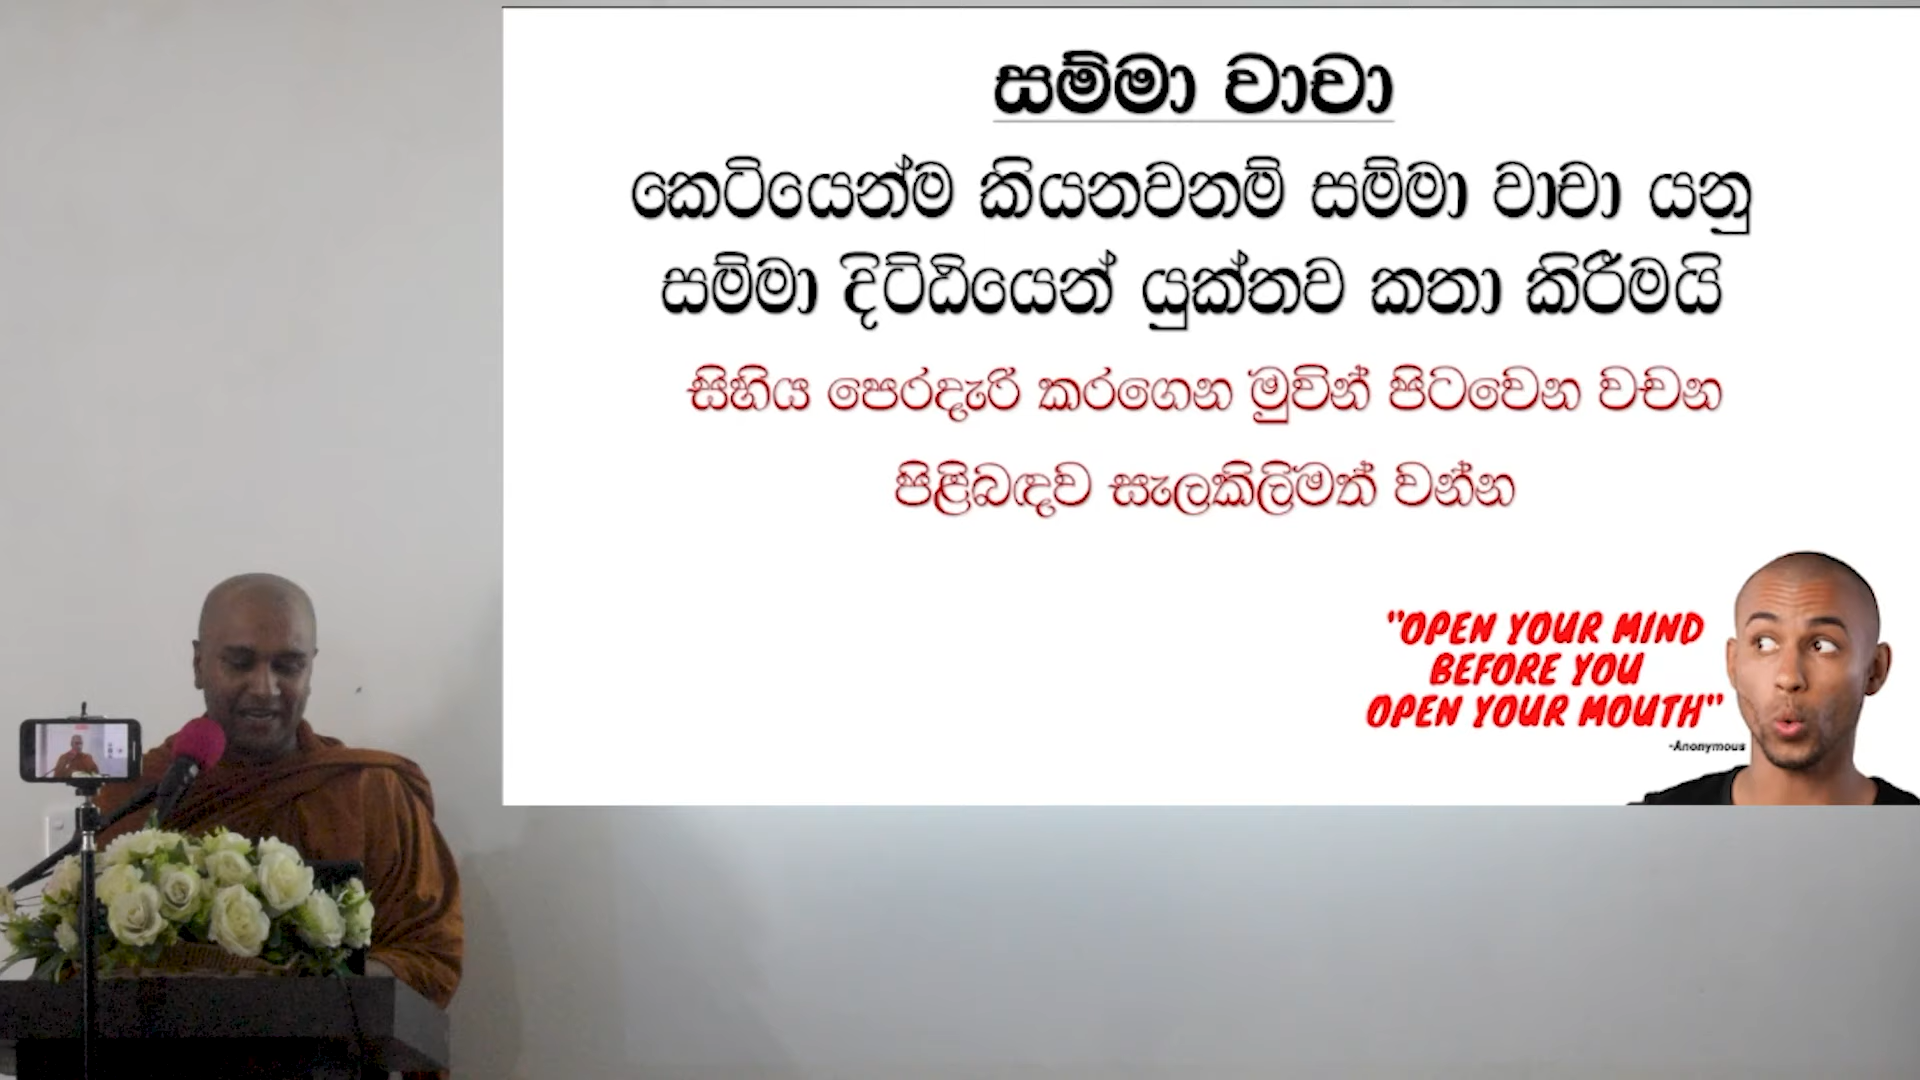 සම්මා වාචා
කෙටියෙන්ම කියනවනම් සම්මා වාචා යනු
සම්මා දිට්ඨියෙන් යුක්තව කතා කිරීමයි
සිහිය පෙරදැරි කරගෙන මුවින් පිටවෙන වචන
පිළිබඳව සැලකිලිමත් වන්න
"OPEN YOUR MIND
BEFORE YOU
OPEN YOUR MOUTH"
-Anonymous